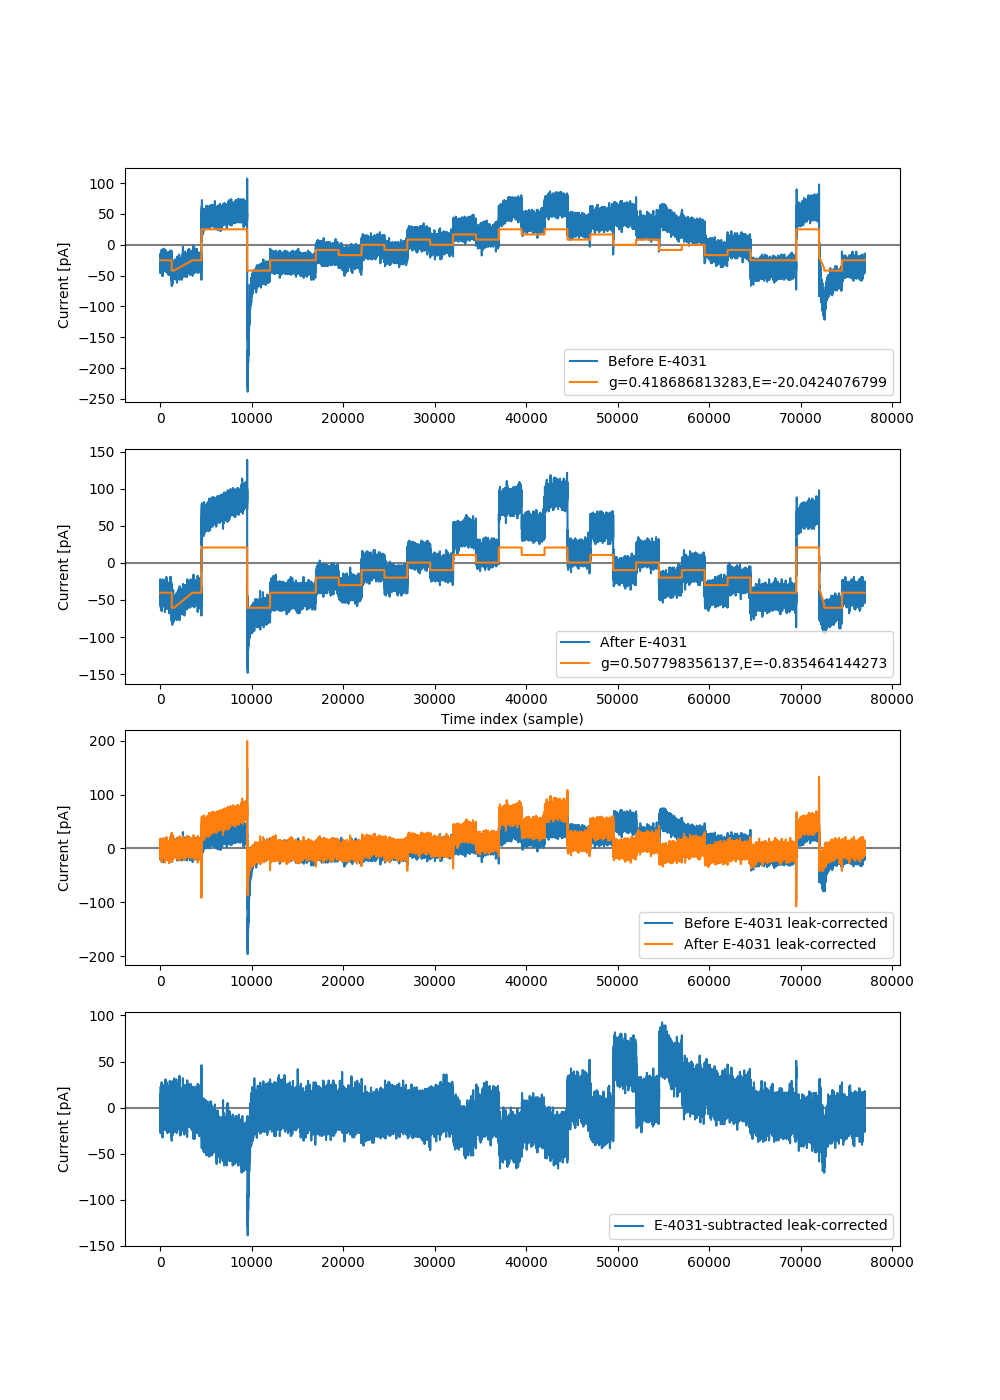 100
50
0
−50
−100
−150
−200
−250
Current [pA]
Before E-4031
g=0.418686813283,E=-20.0424076799
0 10000 20000 30000 40000 50000 60000 70000 80000
150
100
50
0
−50
−100
−150
Current [pA]
After E-4031
g=0.507798356137,E=-0.835464144273
0 10000 20000 30000 40000 50000 60000 70000 80000
Time index (sample)
200
100
0
−100
−200
Current [pA]
Before E-4031 leak-corrected
After E-4031 leak-corrected
0 10000 20000 30000 40000 50000 60000 70000 80000
100
50
0
−50
−100
−150
Current [pA]
E-4031-subtracted leak-corrected
0 10000 20000 30000 40000 50000 60000 70000 80000